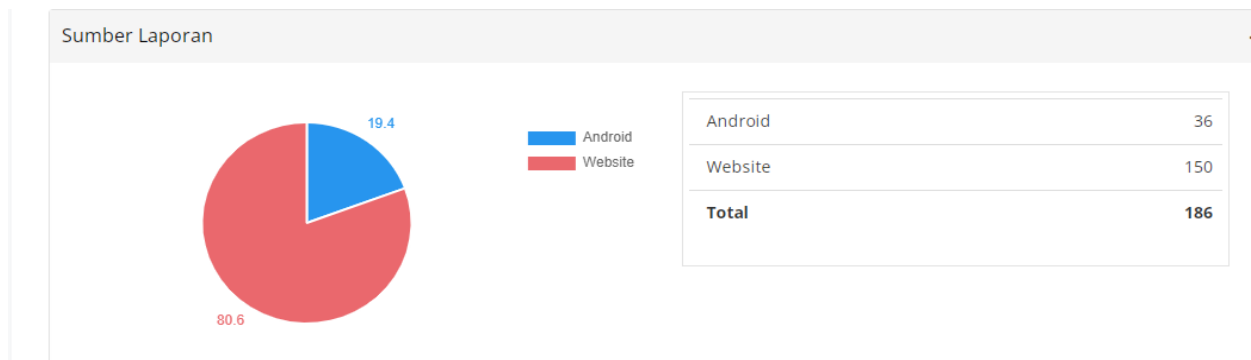 Sumber Laporan
19.4
80.6
Android
Website
Android 36
Website 150
Total 186